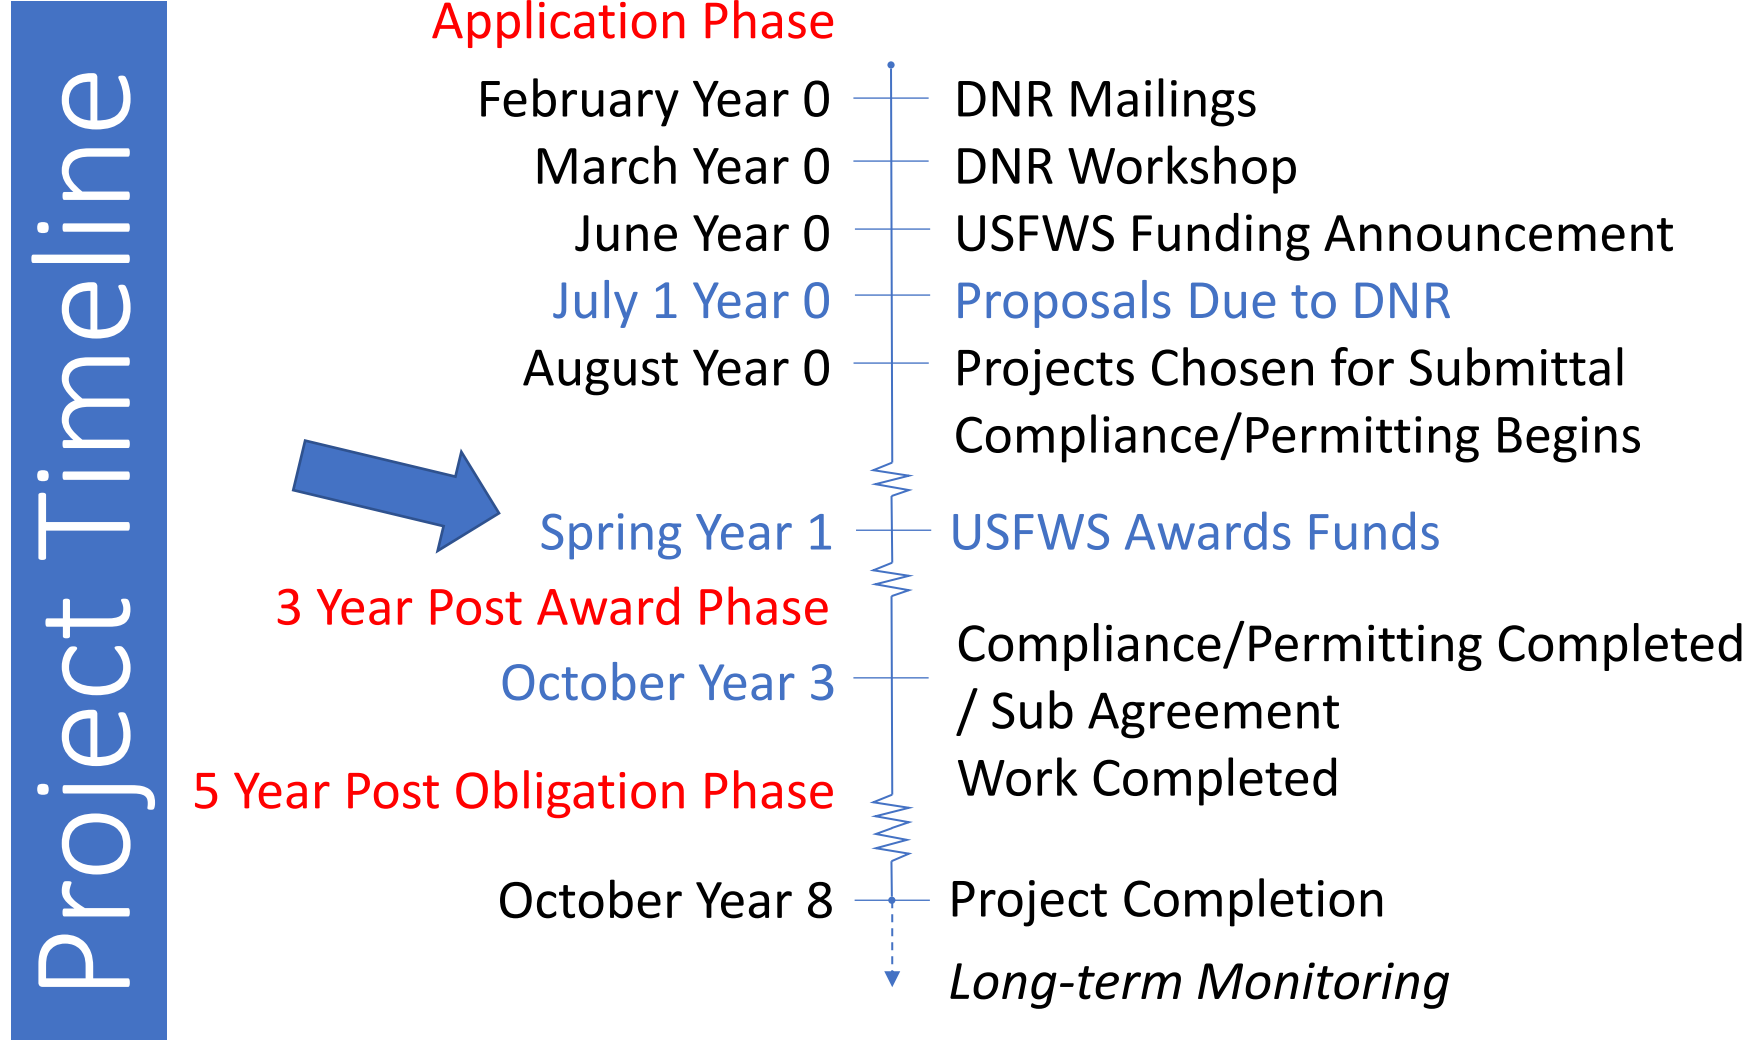 Project Timeline
Application Phase
February Year 0 DNR Mailings
March Year 0 DNR Workshop
June Year 0 USFWS Funding Announcement
July 1 Year 0 Proposals Due to DNR
August Year 0 Projects Chosen for Submittal
Compliance/Permitting Begins
Spring Year 1 USFWS Awards Funds
3 Year Post Award Phase
Compliance/Permitting Completed
October Year 3
/ Sub Agreement
Work Completed
5 Year Post Obligation Phase
October Year 8 Project Completion
Long-term Monitoring